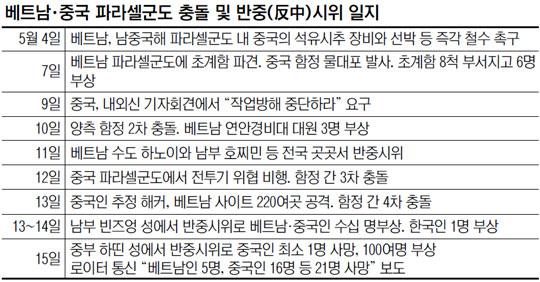 베트남·중국 파라셀군도 충돌 및 반중(反中)시위 일지
5월 4일 베트남, 남중국해 파라셀군도 내 중국의 석유시추 장비와 선박 등 즉각 철수 촉구
7일 베트남 파라셀군도에 초계함 파견. 중국 함정 물대포 발사. 초계함 8척 부서지고 6명
부상
9일 중국, 내외신 기자회견에서 “작업방해 중단하라” 요구
10일 양측 함정 2차 충돌. 베트남 연안경비대 대원 3명 부상
11일 베트남 수도 하노이와 남부 호찌민 등 전국 곳곳서 반중시위
12일 중국 파라셀군도에서 전투기 위협 비행. 함정 간 3차 충돌
13일 중국인 추정 해커, 베트남 사이트 220여곳 공격. 함정 간 4차 충돌
13~14일 남부 빈즈엉 성에서 반중시위로 베트남·중국인 수십 명부상. 한국인 1명 부상
15일 중부 하띤 성에서 반중시위로 중국인 최소 1명 사망, 100여명 부상
로이터 통신 “베트남인 5명, 중국인 16명 등 21명 사망” 보도